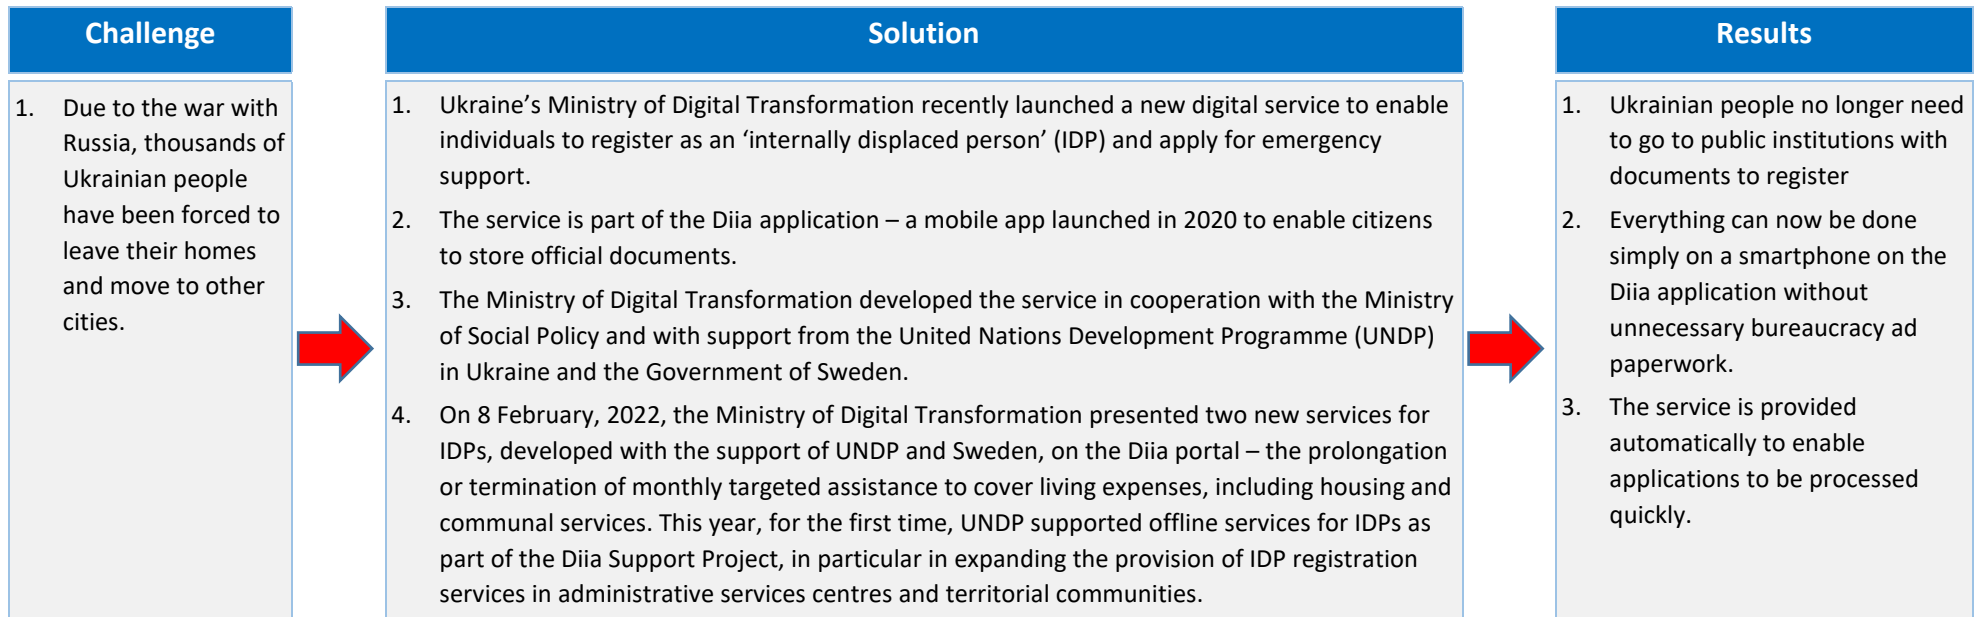 Challenge
1. Due to the war with
Russia, thousands of
Ukrainian people
have been forced to
leave their homes
and move to other
cities.
Solution
1. Ukraine’s Ministry of Digital Transformation recently launched a new digital service to enable
individuals to register as an ‘internally displaced person’ (IDP) and apply for emergency
support.
2. The service is part of the Diia application – a mobile app launched in 2020 to enable citizens
to store official documents.
3. The Ministry of Digital Transformation developed the service in cooperation with the Ministry
of Social Policy and with support from the United Nations Development Programme (UNDP)
in Ukraine and the Government of Sweden.
4. On 8 February, 2022, the Ministry of Digital Transformation presented two new services for
IDPs, developed with the support of UNDP and Sweden, on the Diia portal – the prolongation
or termination of monthly targeted assistance to cover living expenses, including housing and
communal services. This year, for the first time, UNDP supported offline services for IDPs as
part of the Diia Support Project, in particular in expanding the provision of IDP registration
services in administrative services centres and territorial communities.
Results
1. Ukrainian people no longer need
to go to public institutions with
documents to register
2. Everything can now be done
simply on a smartphone on the
Diia application without
unnecessary bureaucracy ad
paperwork.
3. The service is provided
automatically to enable
applications to be processed
quickly.